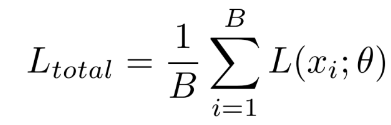 L_{total} = \frac{1}{B} \sum_{i=1}^{B} L(x_i; \theta)